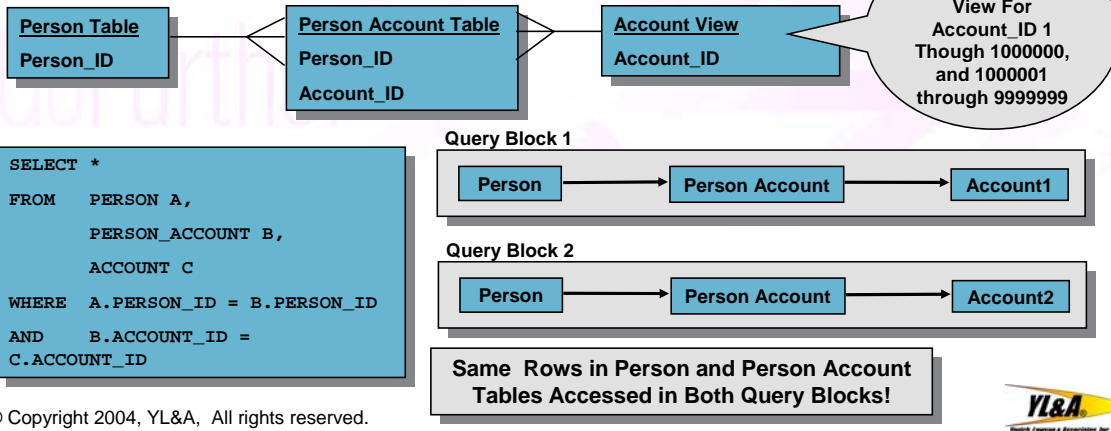 Person Table
Person_ID
Person Account Table
Person_ID
Account_ID
Account View
Account_ID
View For
Account_ID 1
Though 1000000,
and 1000001
through 9999999
SELECT *
FROM PERSON A,
PERSON_ACCOUNT B,
ACCOUNT C
WHERE A.PERSON_ID = B.PERSON_ID
AND B.ACCOUNT_ID =
C.ACCOUNT_ID
Query Block 1
Person
Person Account
Account1
Query Block 2
Person
Person Account
Account2
Same Rows in Person and Person Account
Tables Accessed in Both Query Blocks!
Copyright 2004, YL&A, All rights reserved.
YL&A